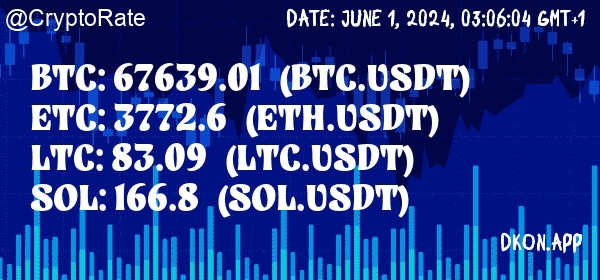 @CryptoRate
DATE: JUNE 1, 2024, 03:06:04 GMT+1
BTC: 67639.01 (BTC.USDT)
ETC: 3772.6 (ETH.USDT)
LTC: 83.09 (LTC.USDT)
SOL: 166.8 (SOL.USDT)
DKON.APP